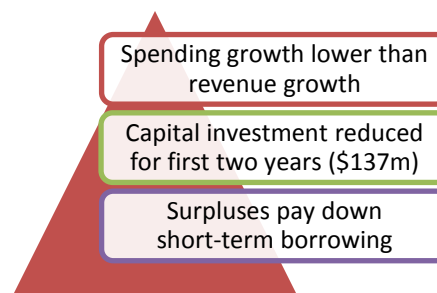 Spending growth lower than
revenue growth
Capital investment reduced
for first two years ($137m)
Surpluses pay down
short-term borrowing